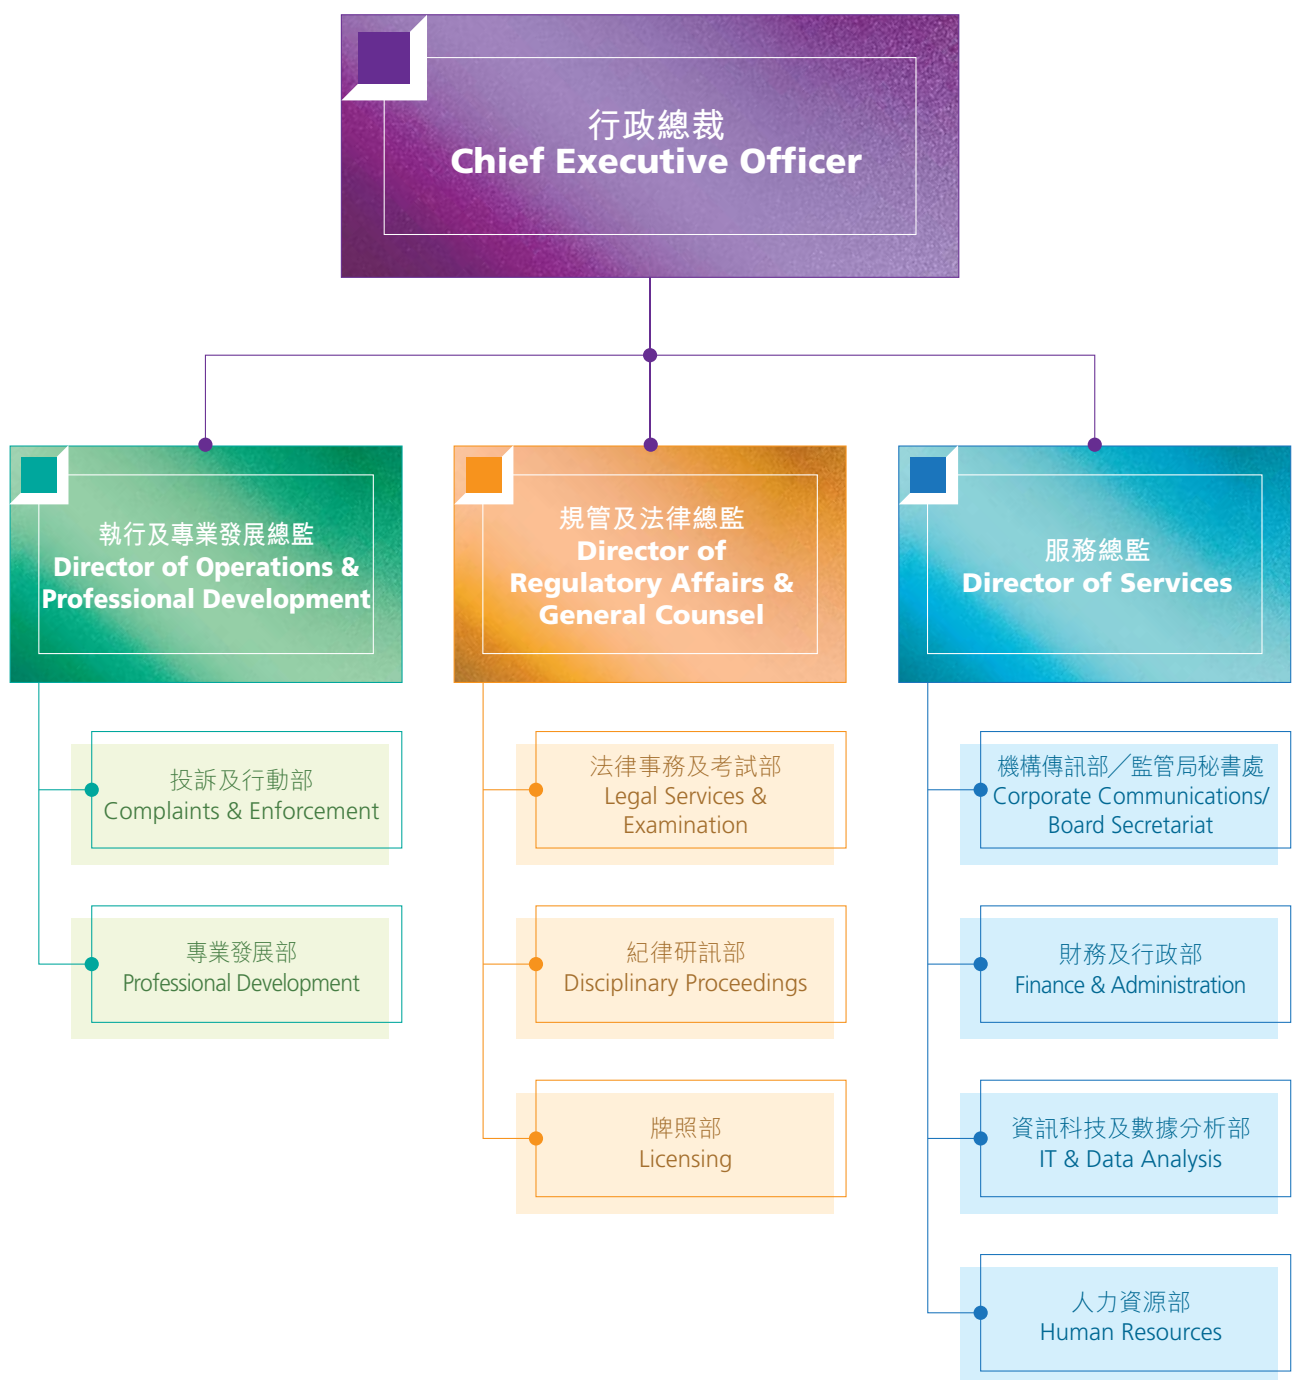 行政總裁
Chief Executive Officer
執行及專業發展總監
Director of Operations &
Professional Development
規管及法律總監
Director of
Regulatory Affairs &
General Counsel
服務總監
Director of Services
投訴及行動部
Complaints & Enforcement
專業發展部
Professional Development
法律事務及考試部
Legal Services &
Examination
紀律研訊部
Disciplinary Proceedings
牌照部
Licensing
機構傳訊部╱監管局秘書處
Corporate Communications/
Board Secretariat
財務及行政部
Finance & Administration
資訊科技及數據分析部
IT & Data Analysis
人力資源部
Human Resources